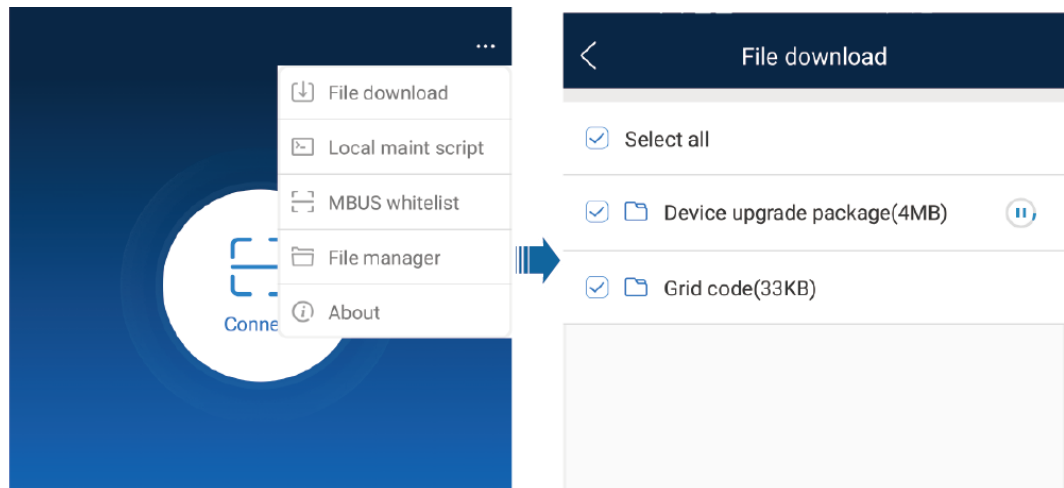 ...
File download
Local maint script
MBUS whitelist
File manager
About
Conne
File download
Select all
Device upgrade package(4MB)
Grid code(33KB)